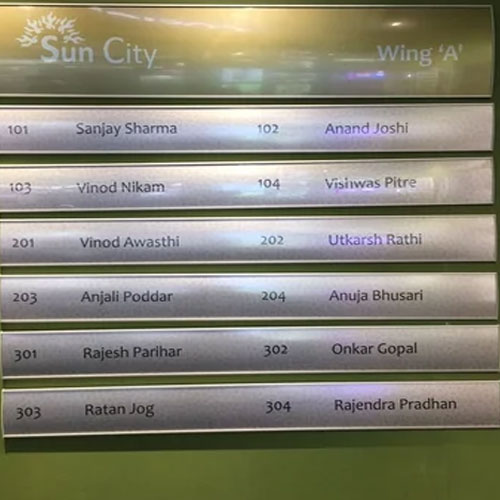 Sun City Wing 'A'
101 Sanjay Sharma 102 Anand Joshi
103 Vinod Nikam 104 Vishwas Pitre
201 Vinod Awasthi 202 Utkarsh Rathi
203 Anjali Poddar 204 Anuja Bhusari
301 Rajesh Parihar 302 Onkar Gopal
303 Ratan Jog 304 Rajendra Pradhan